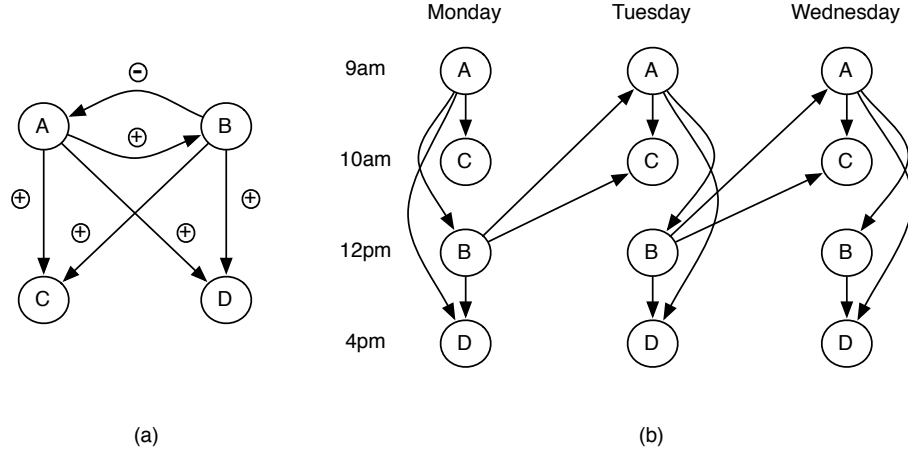 Monday Tuesday Wednesday
9am A A A
10am C C C
12pm B B B
4pm D D D
− 
A + B
+ + + +
C D
(a) (b)